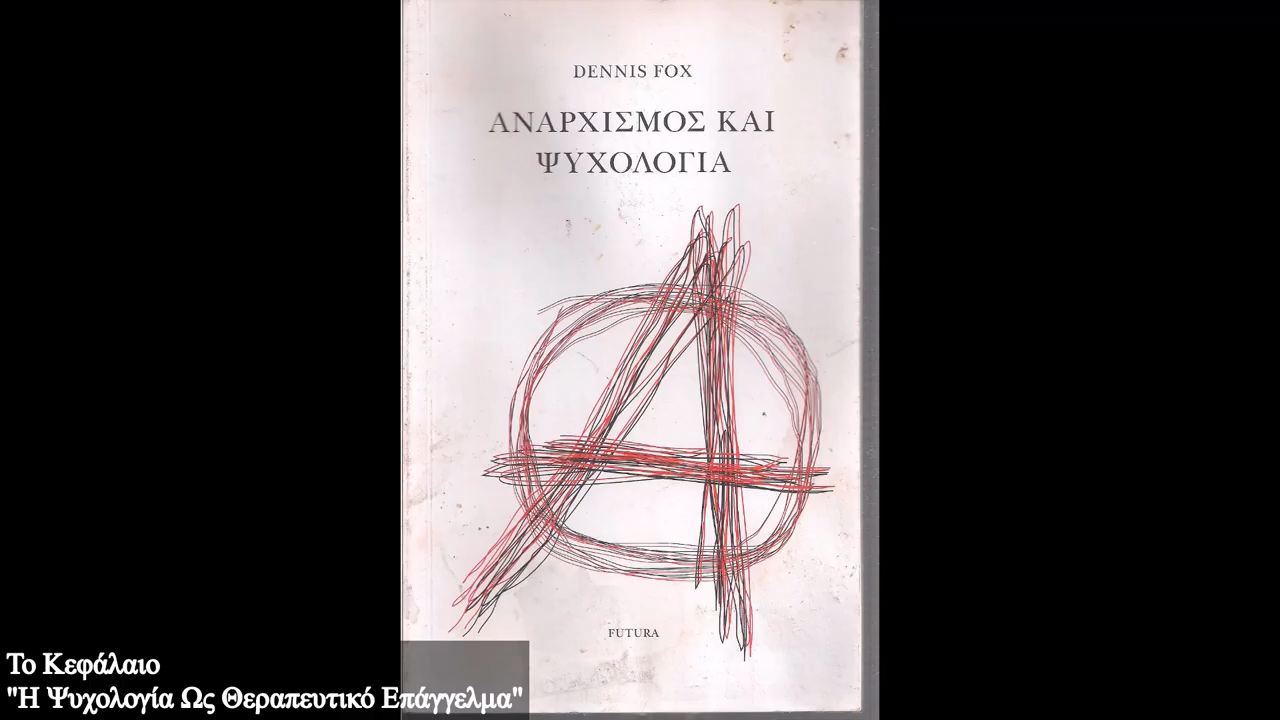 DENNIS FOX
ΑΝΑΡΧΙΣΜΟΣ ΚΑΙ
ΨΥΧΟΛΟΓΙΑ
FUTURA
Το Κεφάλαιο
"Η Ψυχολογία Ως Θεραπευτικό Επάγγελμα"